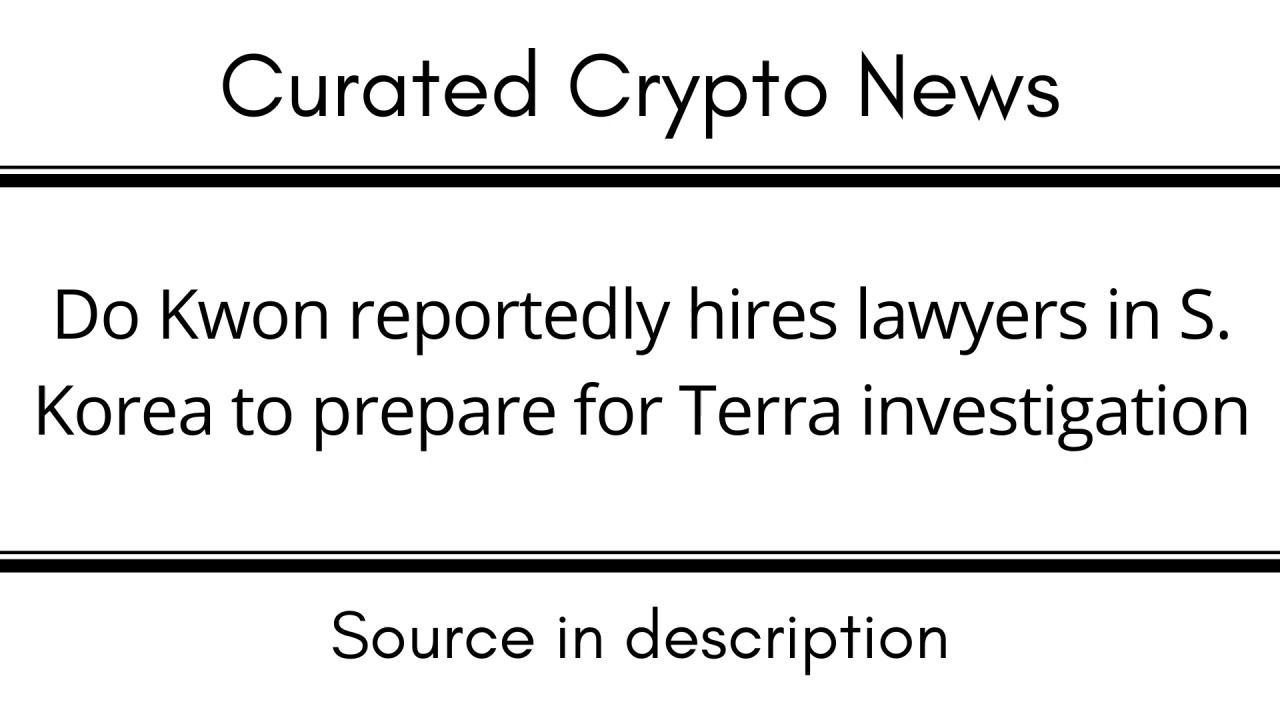 Curated Crypto News
Do Kwon reportedly hires lawyers in S.
Korea to prepare for Terra investigation
Source in description